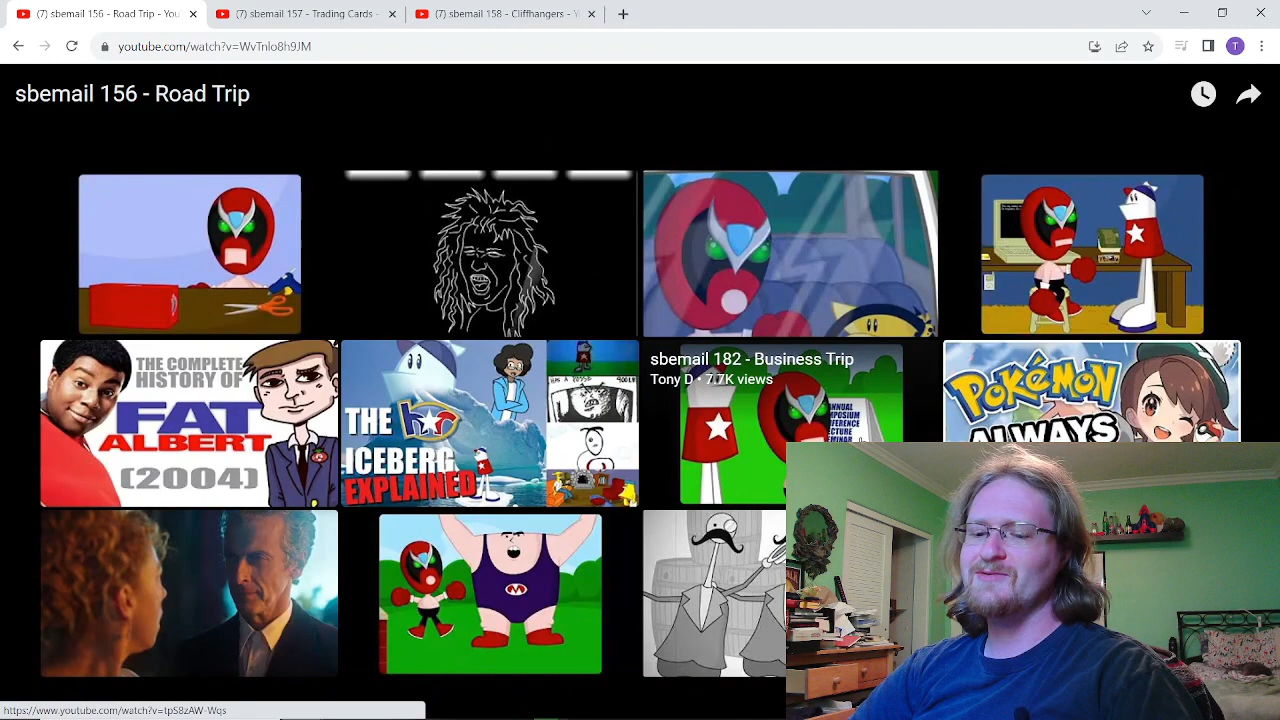 (7) sbemail 156 - Road Trip - You
(7) sbemail 157 - Trading Cards -
(7) sbemail 158 - Cliffhangers - Y
youtube.com/watch?v=WvTnlo8h9JM
T
sbemail 156 - Road Trip
THE COMPLETE
HISTORY OF
FAT
ALBERT
(2004)
THE
ICEBERG
EXPLAINED
sbemail 182 - Business Trip
Tony D • 7.7K views
POKÉMON
ALWAYS
https://www.youtube.com/watch?v=tpS8zAW-Wqs